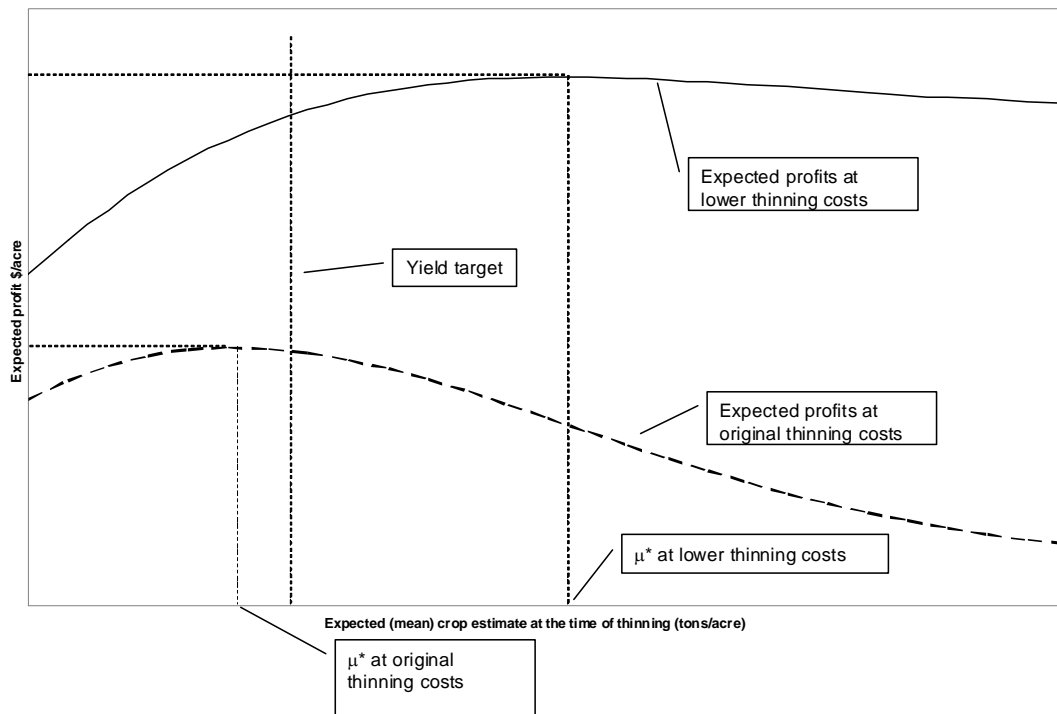 Expected profit $/acre
Expected profits at
lower thinning costs
Yield target
Expected profits at
original thinning costs
μ* at lower thinning costs
Expected (mean) crop estimate at the time of thinning (tons/acre)
μ* at original
thinning costs